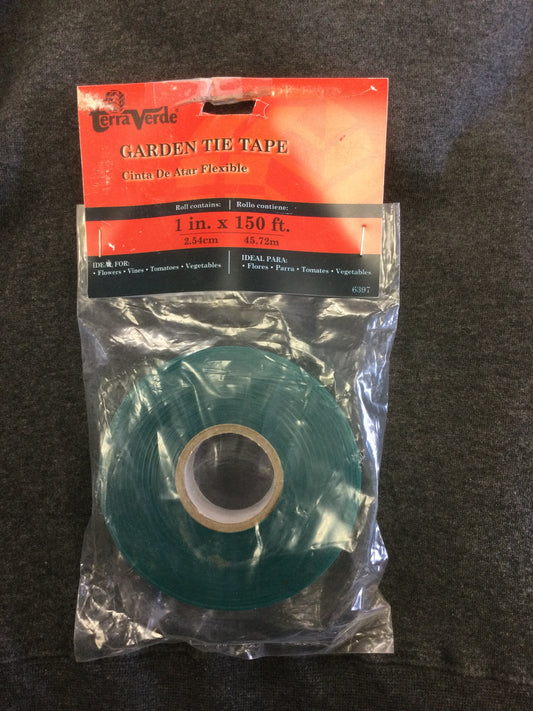 terra Verde®
GARDEN TIE TAPE
Cinta De Atar Flexible
Roll contains: Rollo contiene:
1 in. x 150 ft.
2.54cm 45.72m
IDEAL FOR: IDEAL PARA:
• Flowers • Vines • Tomatoes • Vegetables • Flores • Parra • Tomates • Vegetables
6397